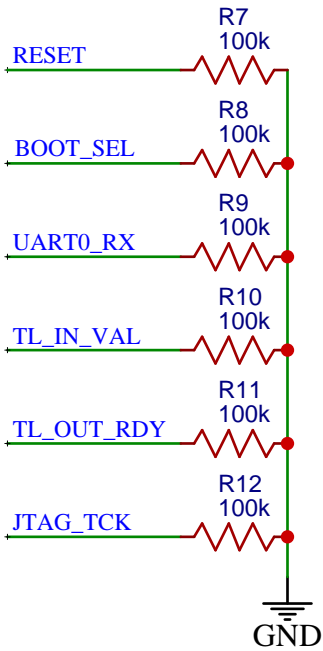 R7
100k
RESET
R8
100k
BOOT_SEL
R9
100k
UART0_RX
R10
100k
TL_IN_VAL
R11
100k
TL_OUT_RDY
R12
100k
JTAG_TCK
GND